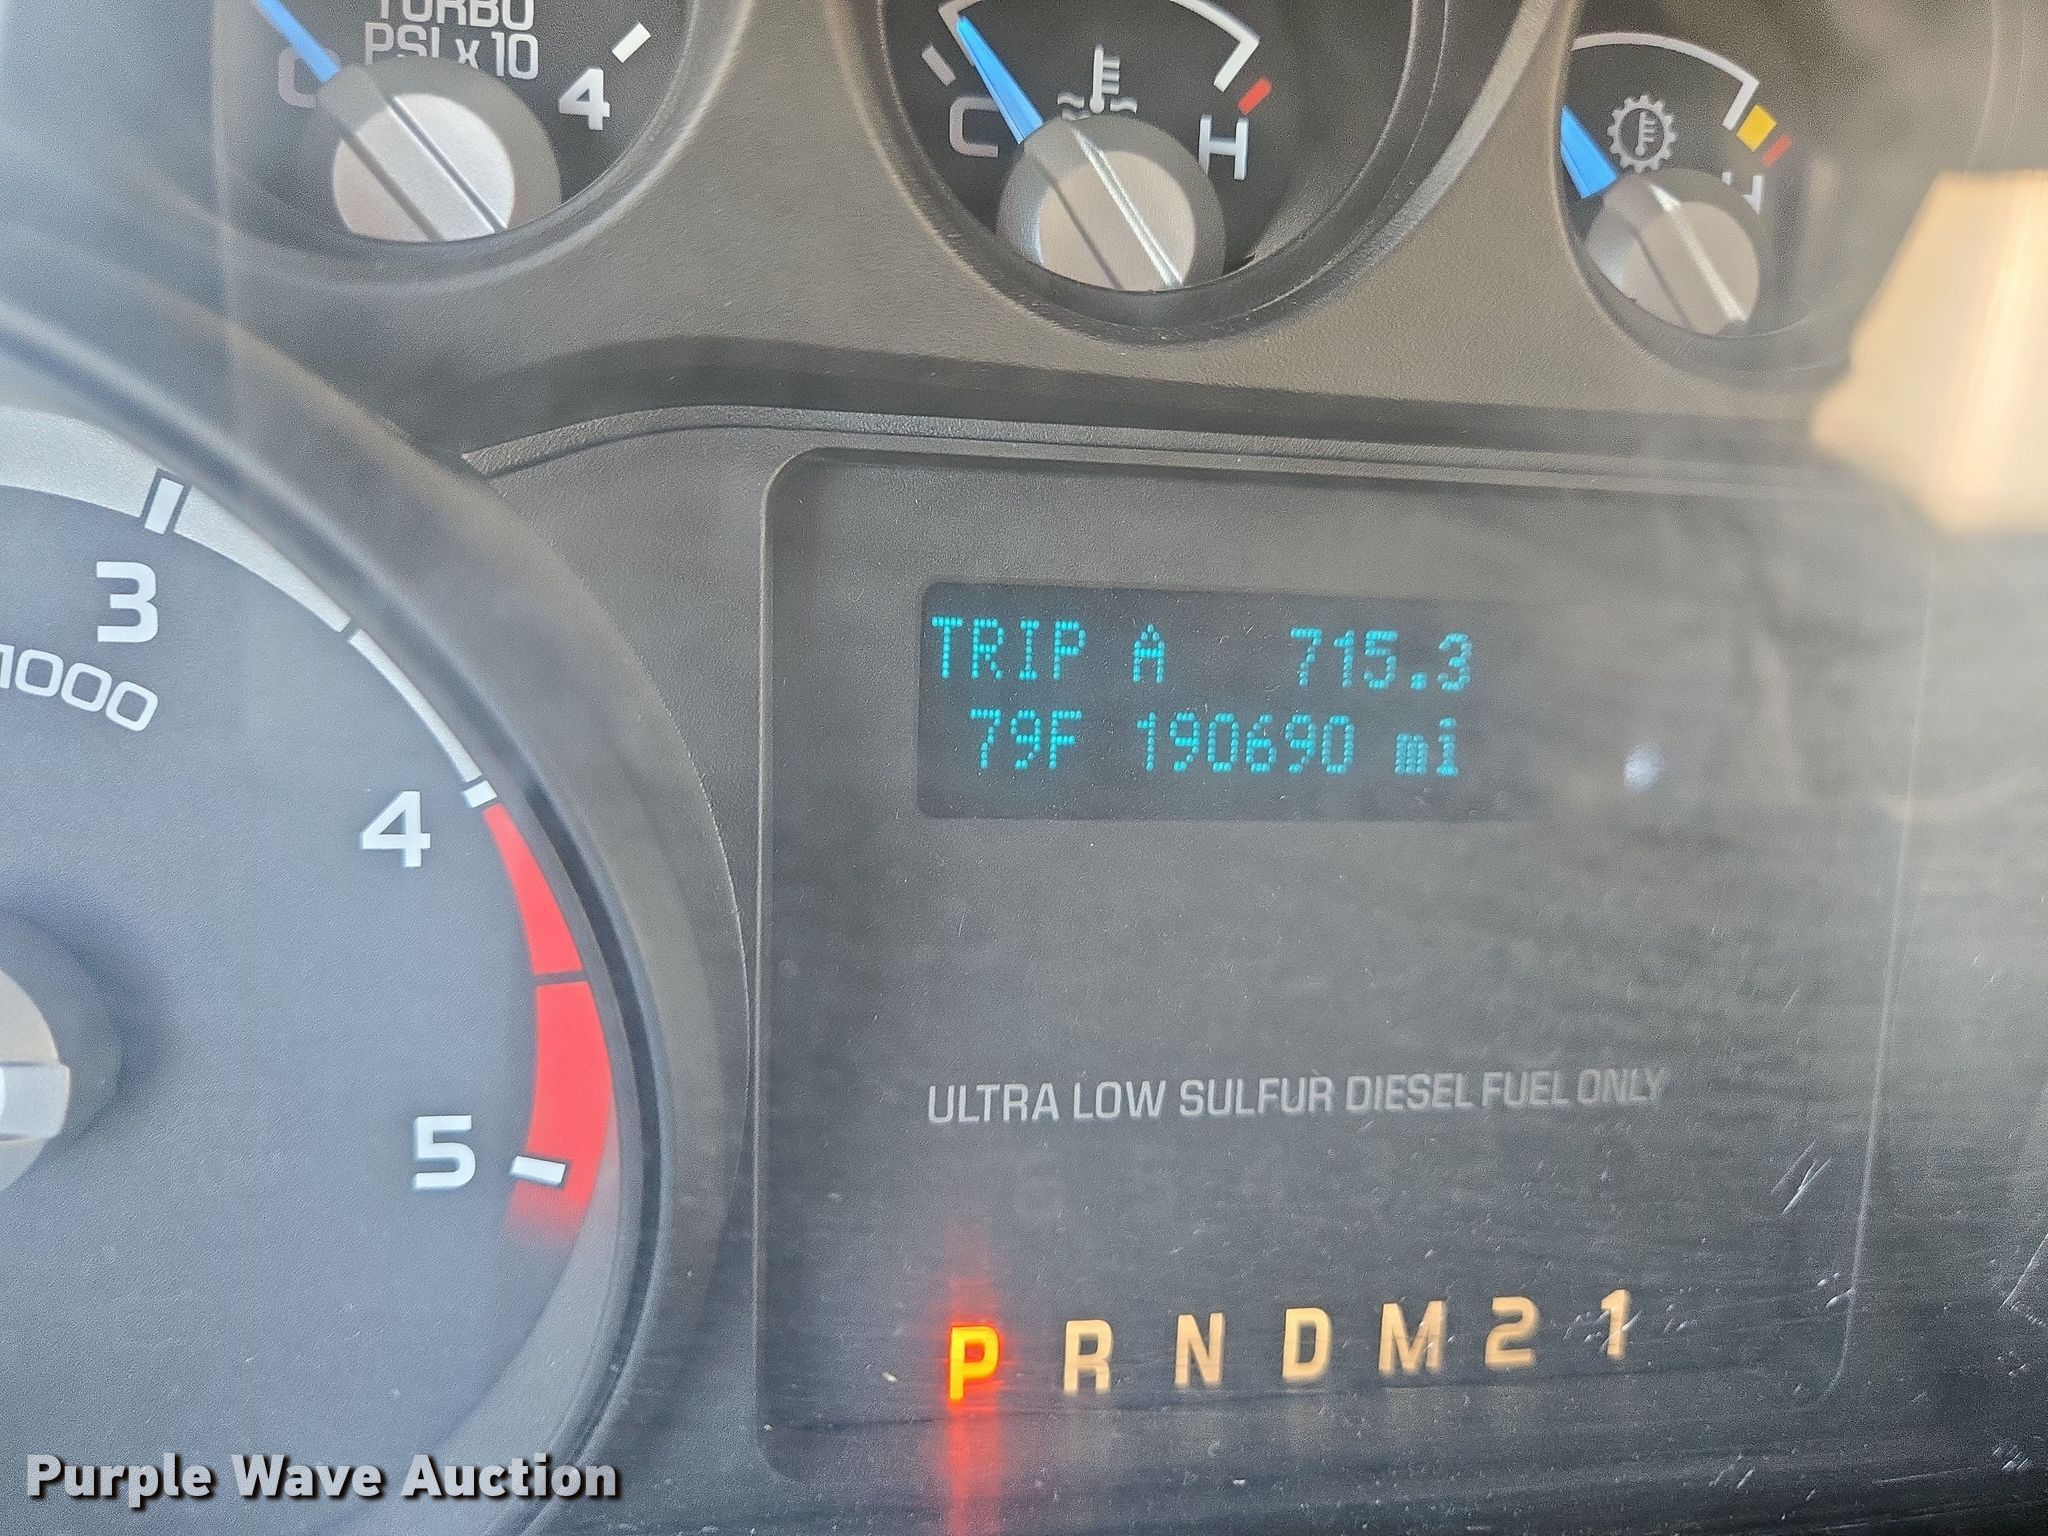 TURBO
PSI x 10
C
4
C
H
3
1000
4
5
TRIP A 715.3
79F 190690 mi
ULTRA LOW SULFUR DIESEL FUEL ONLY
P R N D M 2 1
Purple Wave Auction